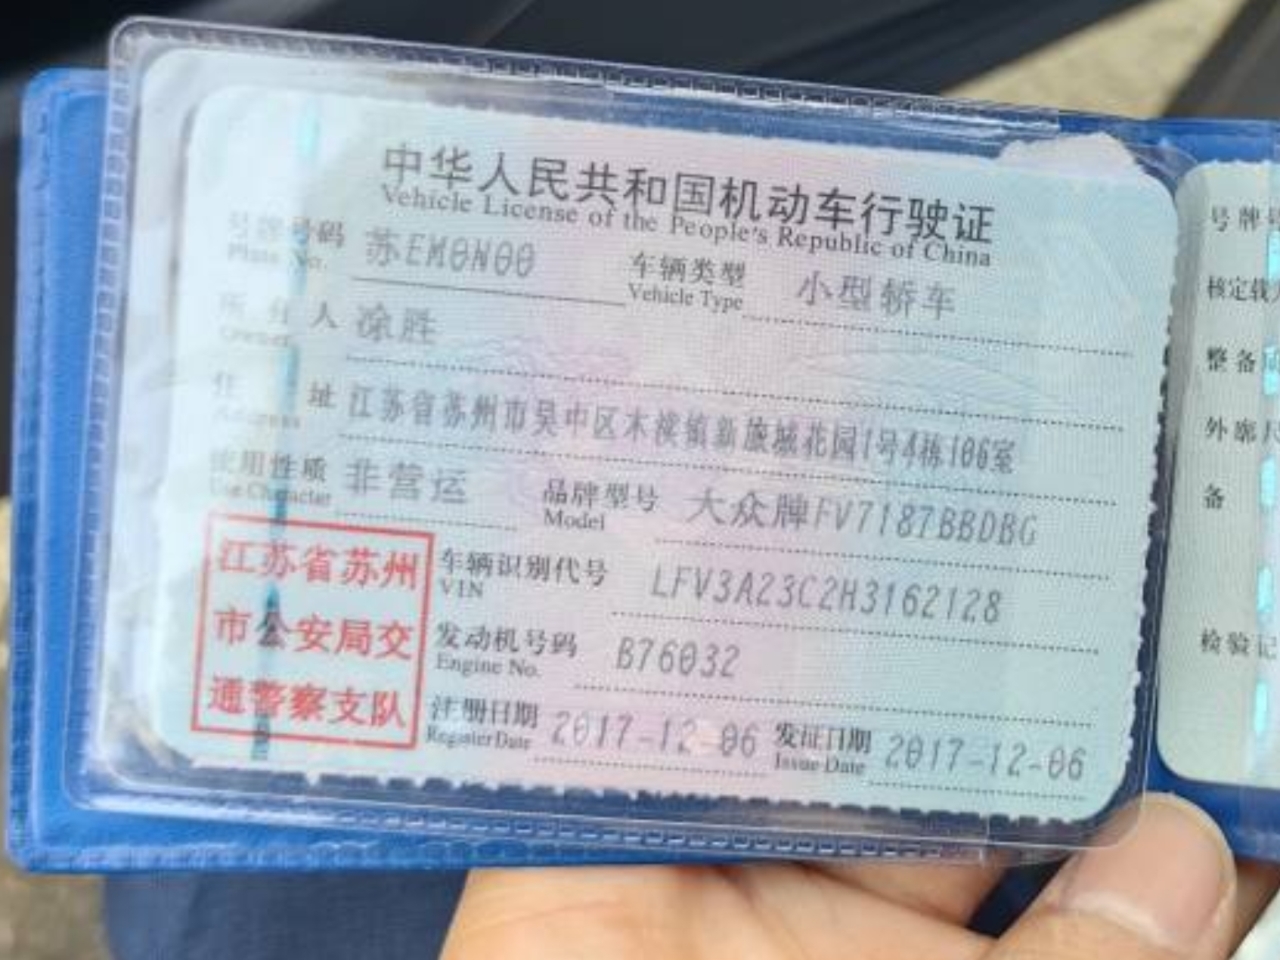 中华人民共和国机动车行驶证
Vehicle License of the People's Republic of China
号牌号码 苏EM0N00 车辆类型 小型轿车
Plate No. Vehicle Type
所有人 涂胜
Owner
住址 江苏省苏州市吴中区木渎镇新旅城花园1号4栋106室
Address
使用性质 非营运 品牌型号 大众牌FV7187BBDBG
Use Character Model
江苏省苏州
市公安局交
通警察支队
车辆识别代号 LFV3A23C2H3162128
VIN
发动机号码 B76032
Engine No.
注册日期 2017-12-06 发证日期 2017-12-06
Register Date Issue Date
号牌
核定载
整备
外廓
备
检验记